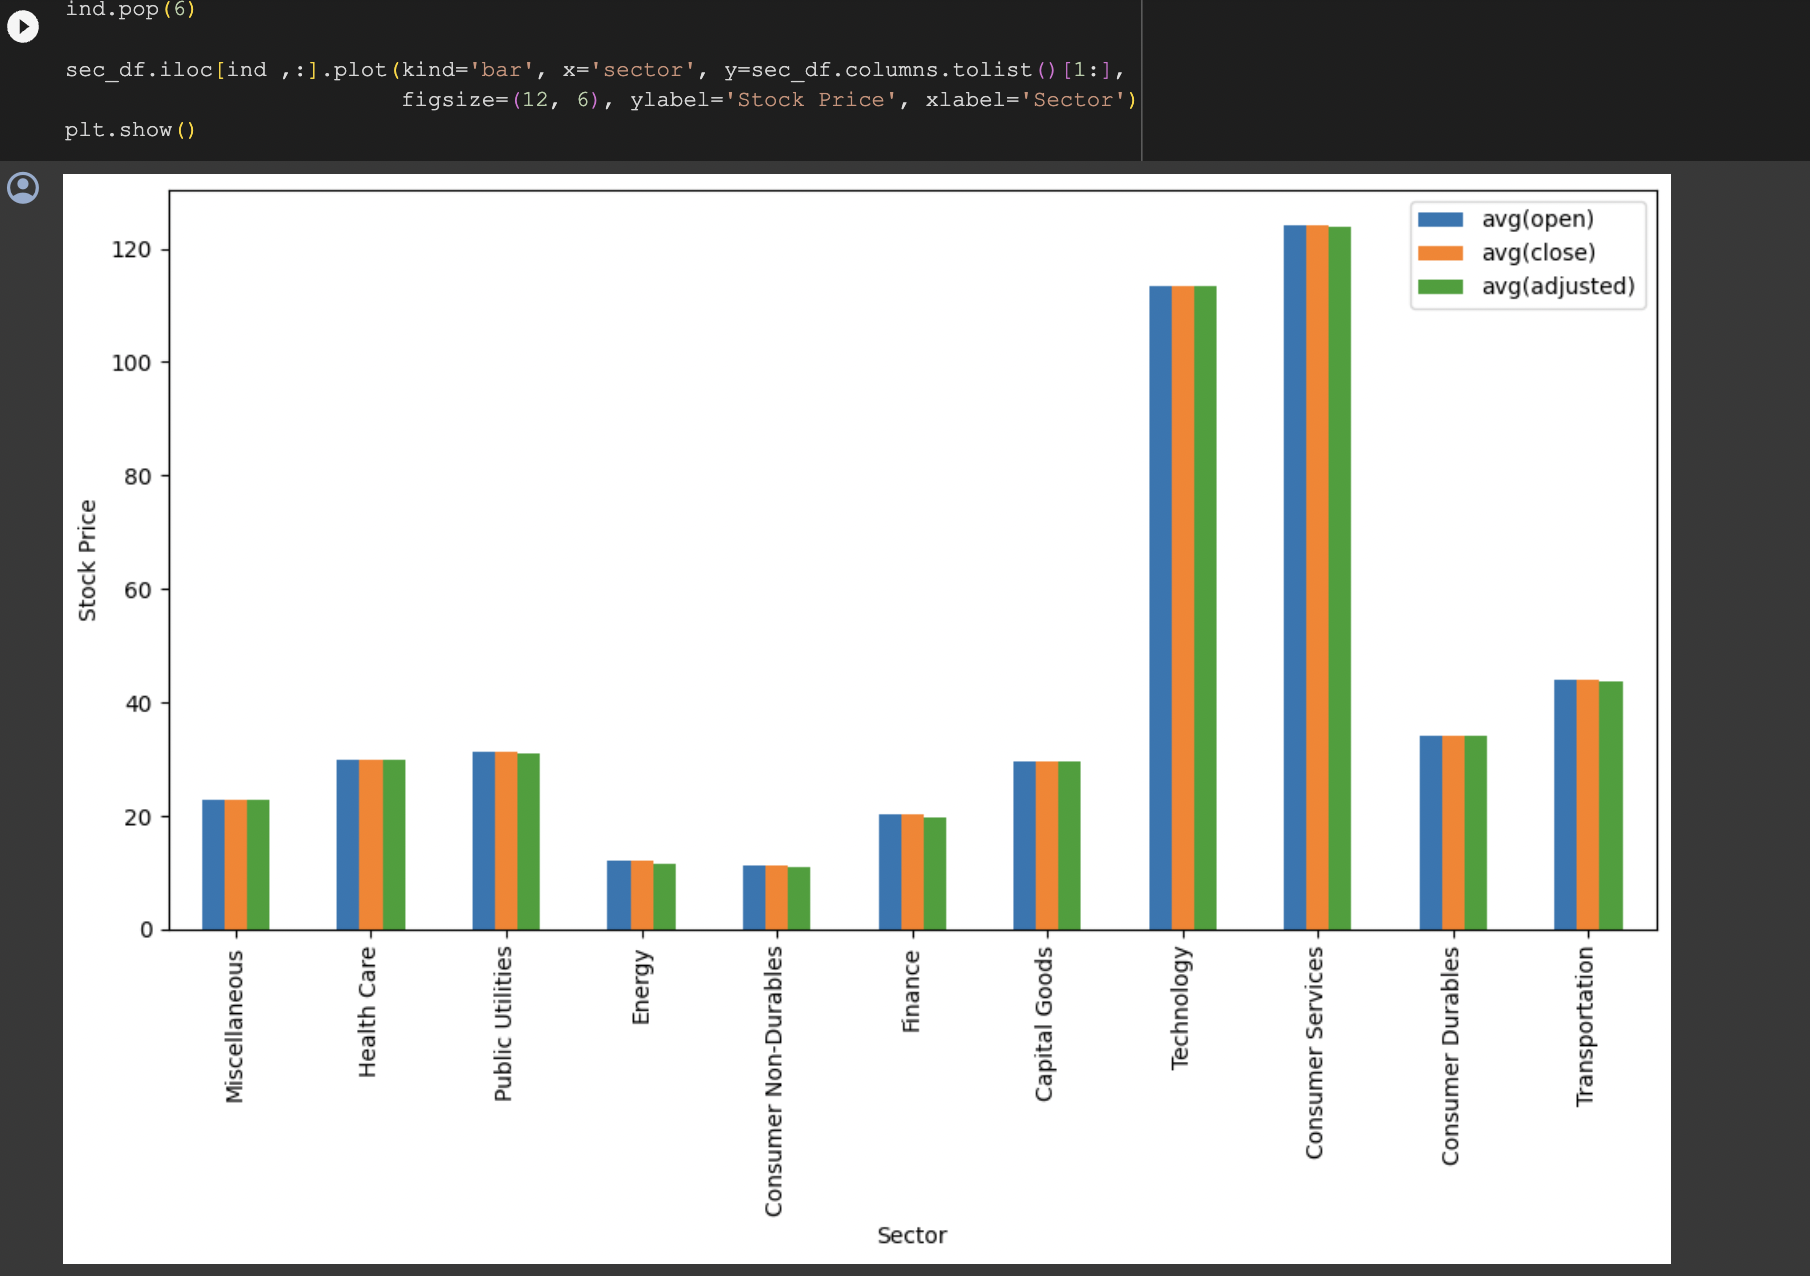 ind.pop(6)
sec_df.iloc[ind ,:].plot(kind='bar', x='sector', y=sec_df.columns.tolist()[1:],
figsize=(12, 6), ylabel='Stock Price', xlabel='Sector')
plt.show()
avg(open)
avg(close)
avg(adjusted)
120
100
80
60
40
20
0
Stock Price
Miscellaneous
Health Care
Public Utilities
Energy
Consumer Non-Durables
Finance
Capital Goods
Technology
Consumer Services
Consumer Durables
Transportation
Sector